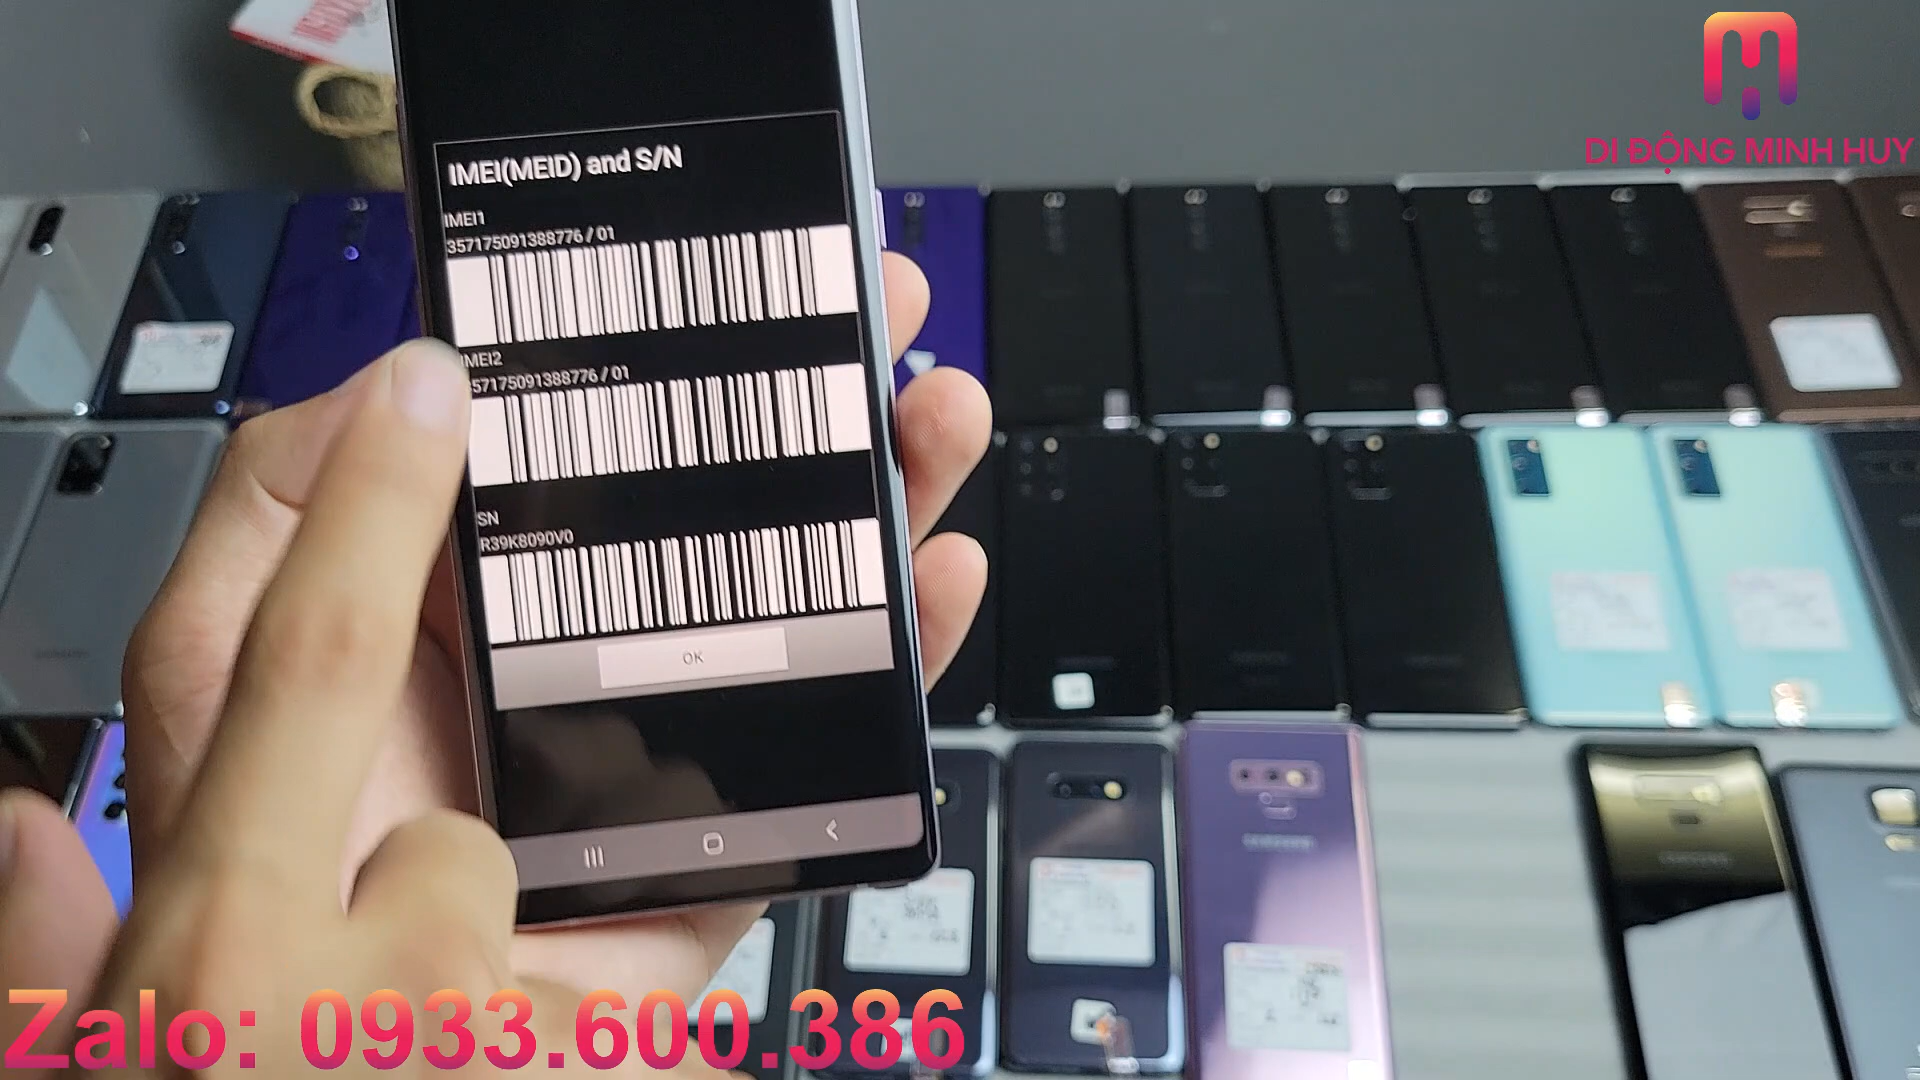 DI ĐỘNG MINH HUY
IMEI(MEID) and S/N
IMEI1
357175091388776 / 01
IMEI2
57175091388776 / 01
SN
R39K8090V0
OK
Zalo: 0933.600.386